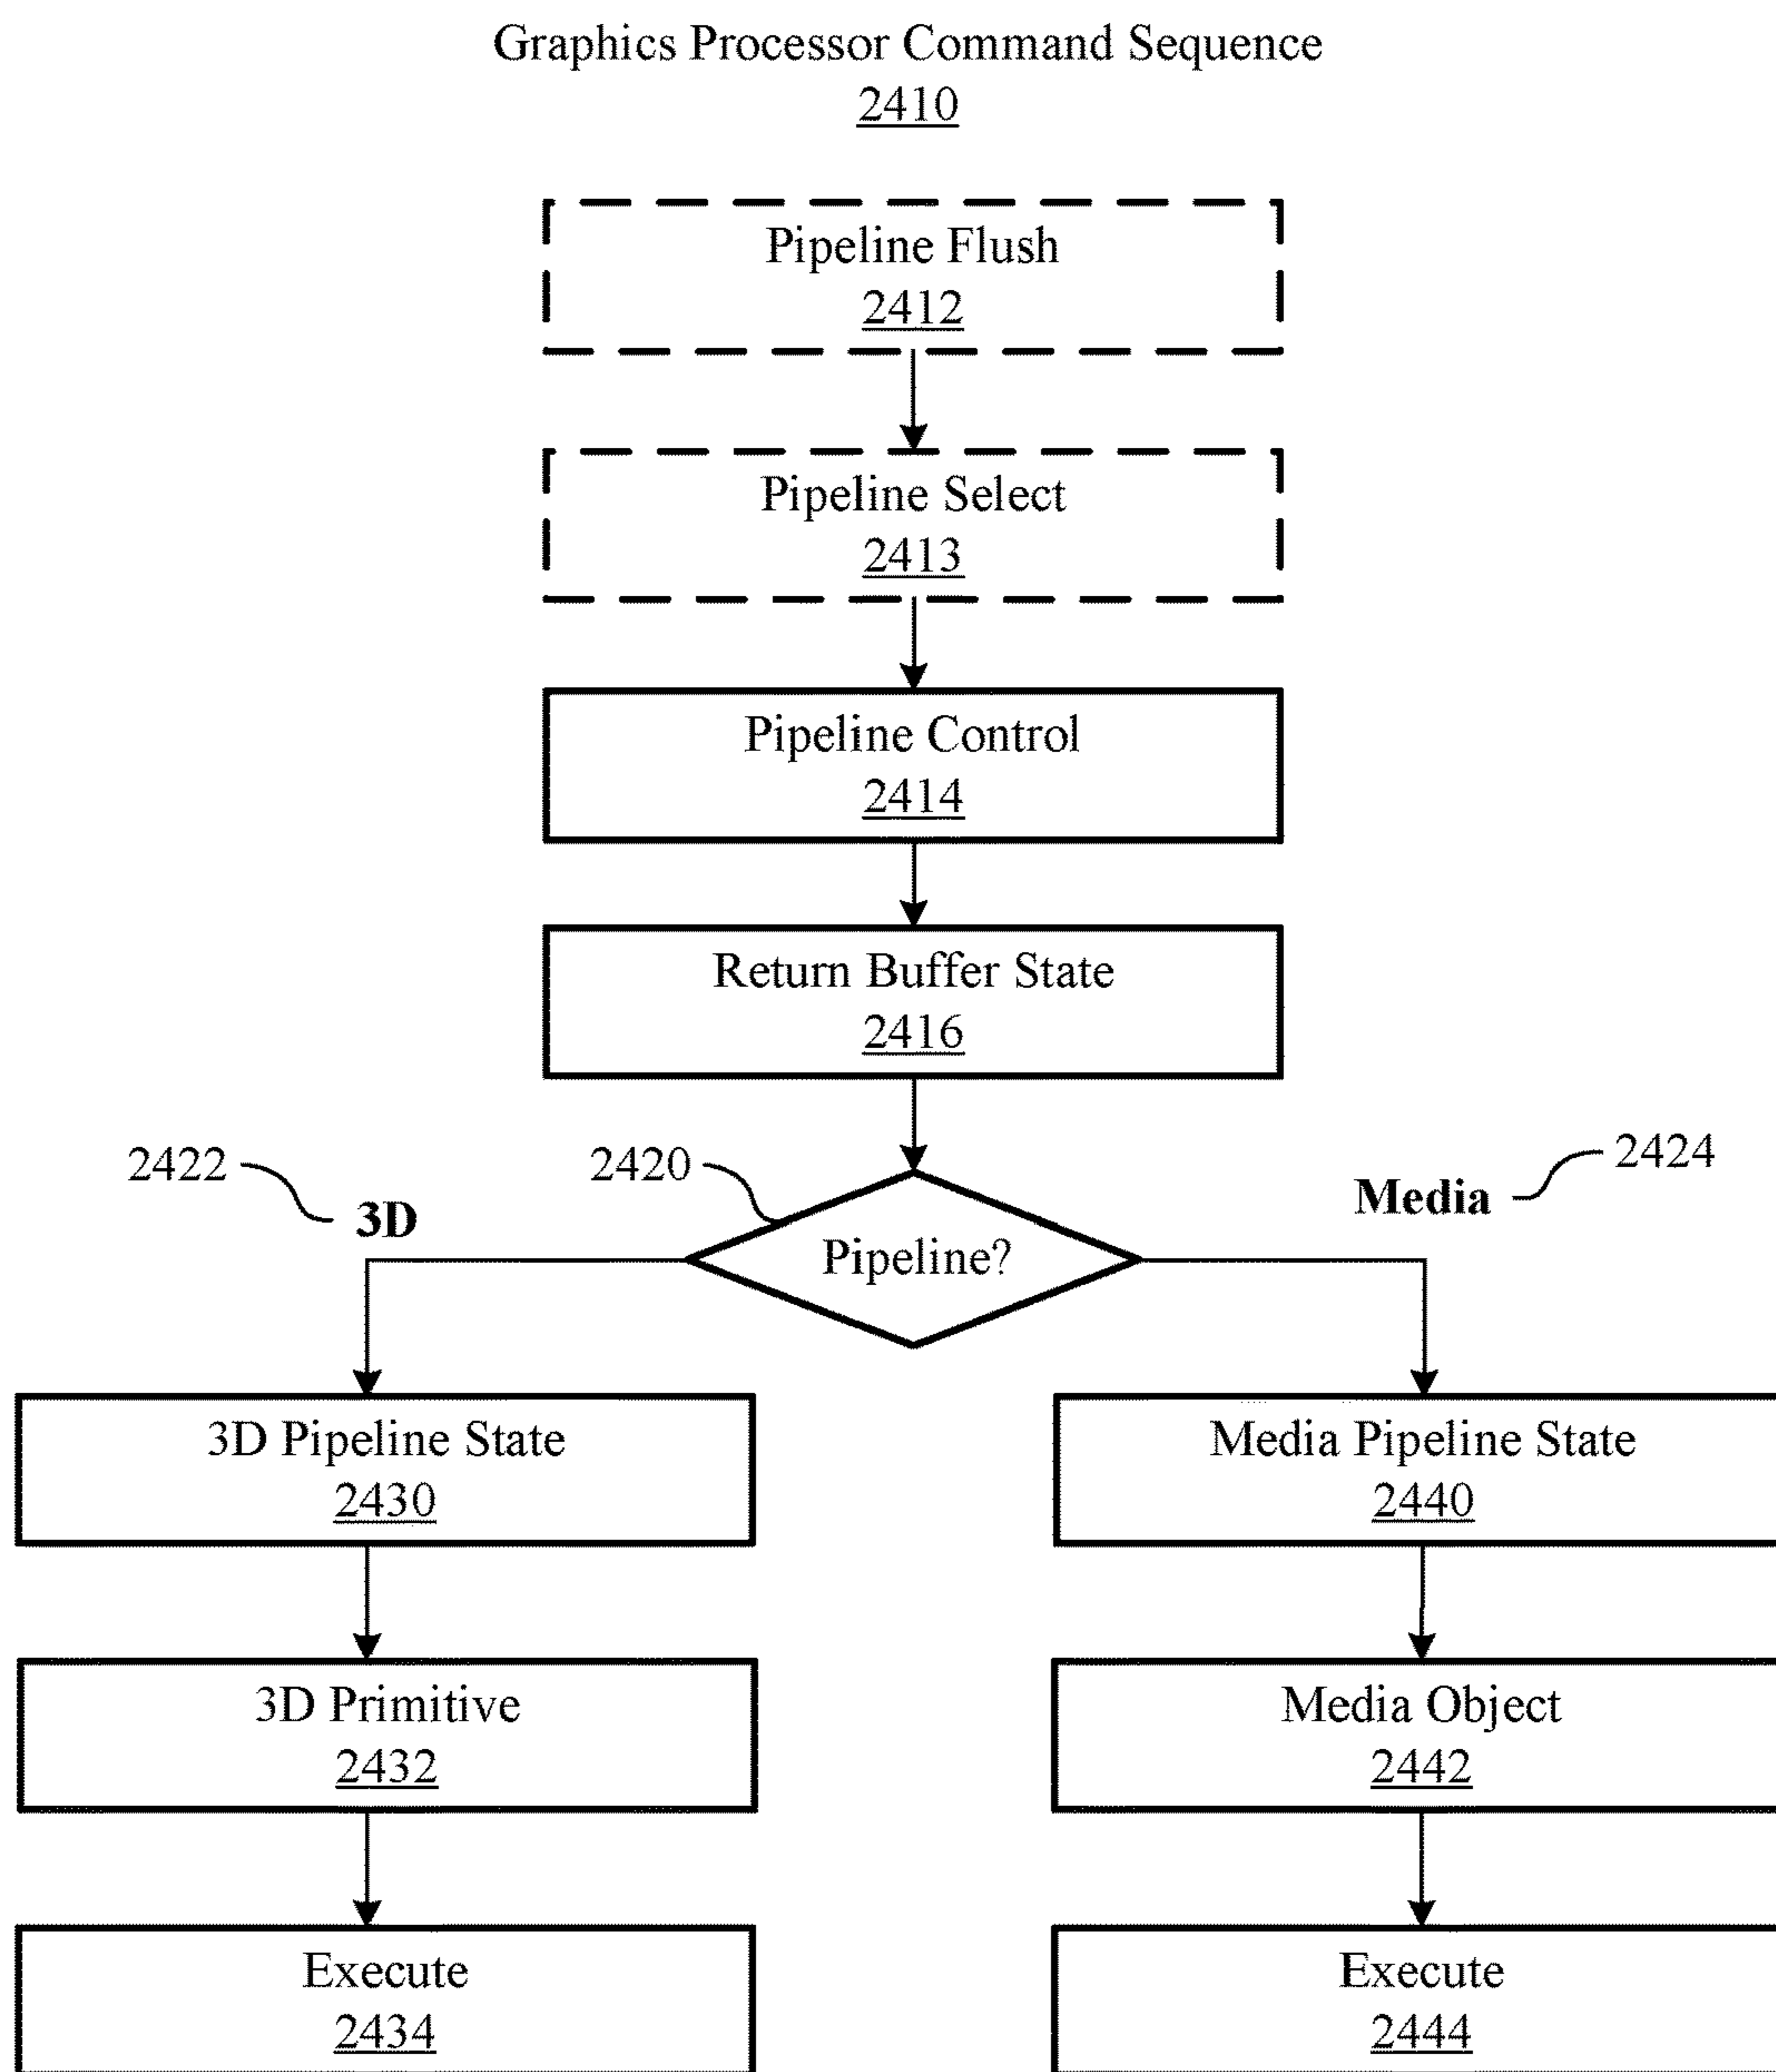 Graphics Processor Command Sequence
2410
Pipeline Flush
2412
Pipeline Select
2413
Pipeline Control
2414
Return Buffer State
2416
2422
3D
2420
Pipeline?
Media
2424
3D Pipeline State
2430
Media Pipeline State
2440
3D Primitive
2432
Media Object
2442
Execute
2434
Execute
2444